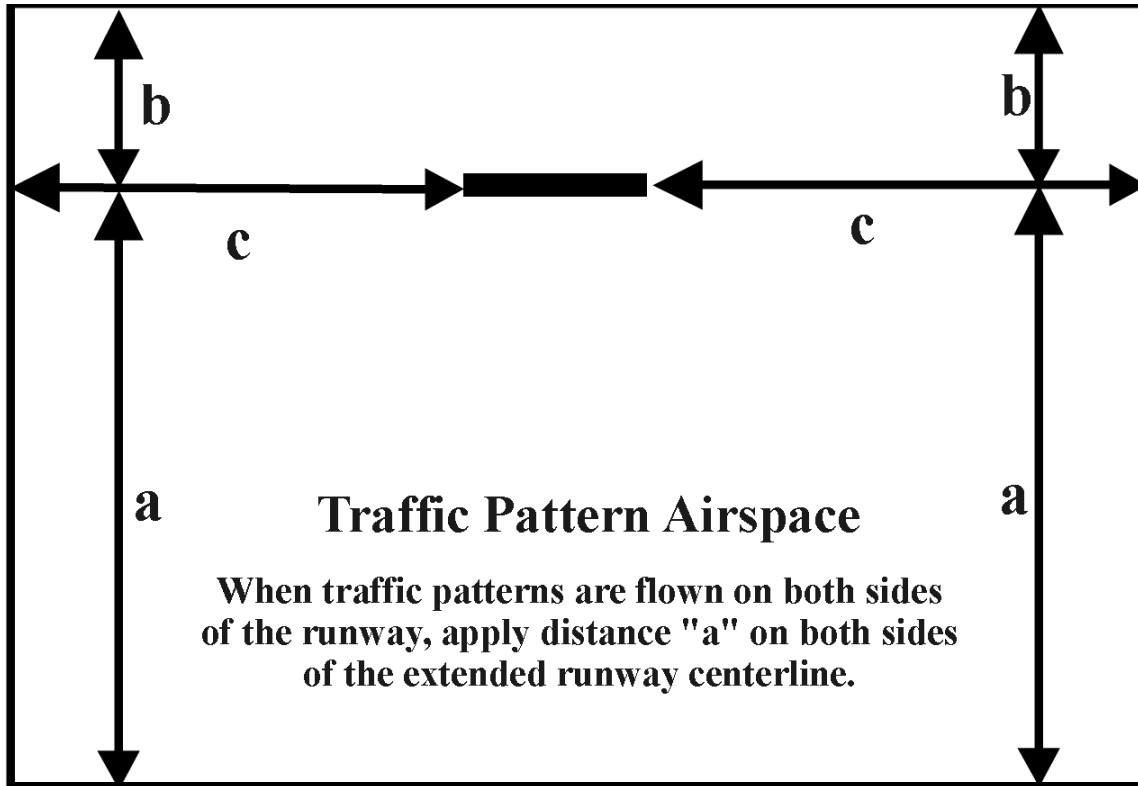 b
b
c
c
a
a
Traffic Pattern Airspace
When traffic patterns are flown on both sides
of the runway, apply distance "a" on both sides
of the extended runway centerline.